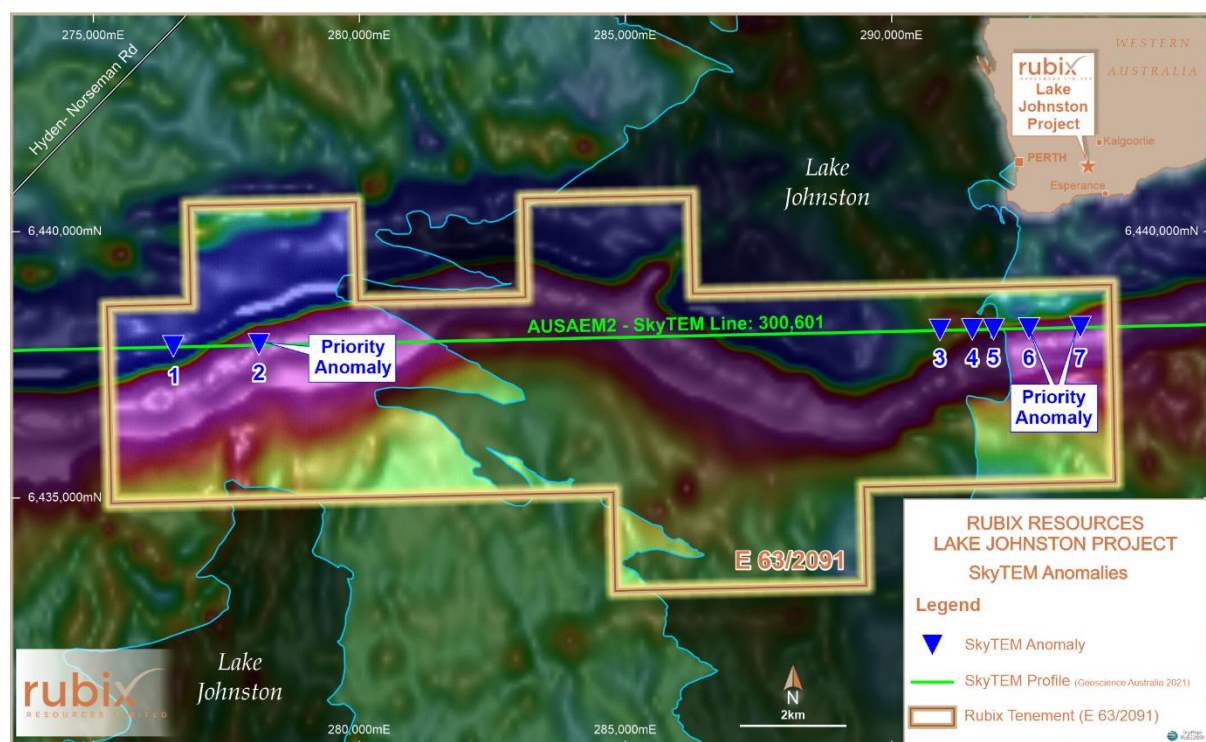 275,000mE
280,000mE
285,000mE
290,000mE
Hyden- Norseman Rd
WESTERN
AUSTRALIA
rubix
RESOURCES LIMITED
Lake
Johnston
Project
Kalgoorlie
PERTH
Esperance
Lake
Johnston
6,440,000mN
6,440,000mN
AUSAEM2 - SkyTEM Line: 300,601
1
2
Priority
Anomaly
3
4
5
6
7
Priority
Anomaly
6,435,000mN
E 63/2091
Lake
Johnston
rubix
RESOURCES LIMITED
280,000mE
285,000mE
N
2km
RUBIX RESOURCES
LAKE JOHNSTON PROJECT
SkyTEM Anomalies
Legend
SkyTEM Anomaly
SkyTEM Profile (Geoscience Australia 2021)
Rubix Tenement (E 63/2091)